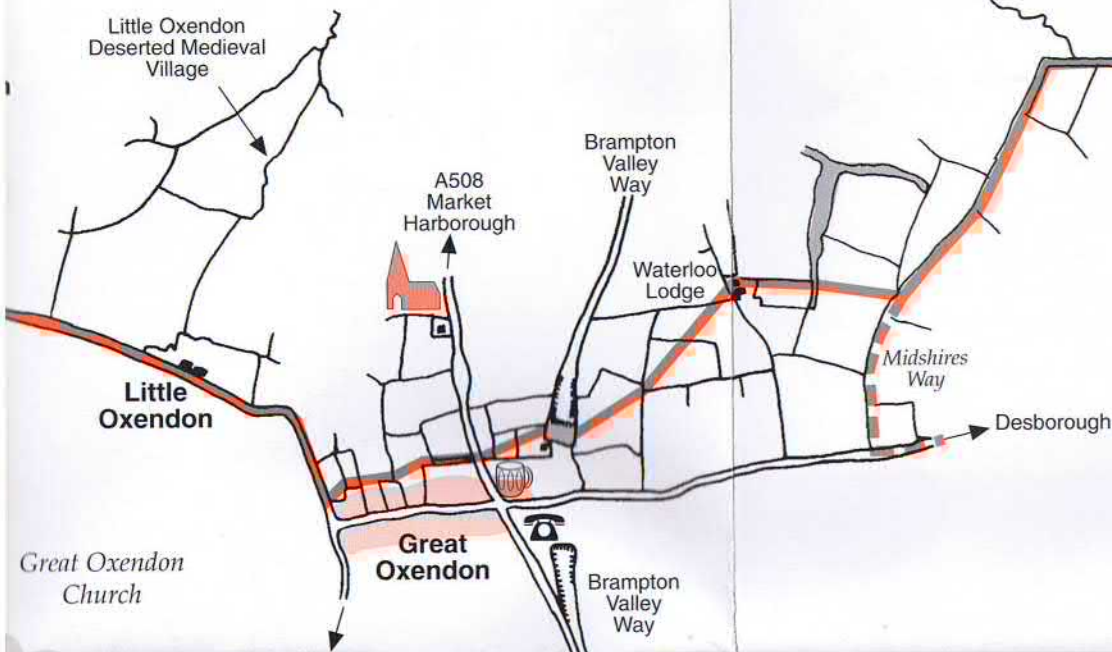 Little Oxendon
Deserted Medieval
Village
A508
Market
Harborough
Brampton
Valley
Way
Waterloo
Lodge
Midshires
Way
Little
Oxendon
Desborough
Great Oxendon
Church
Great
Oxendon
Brampton
Valley
Way